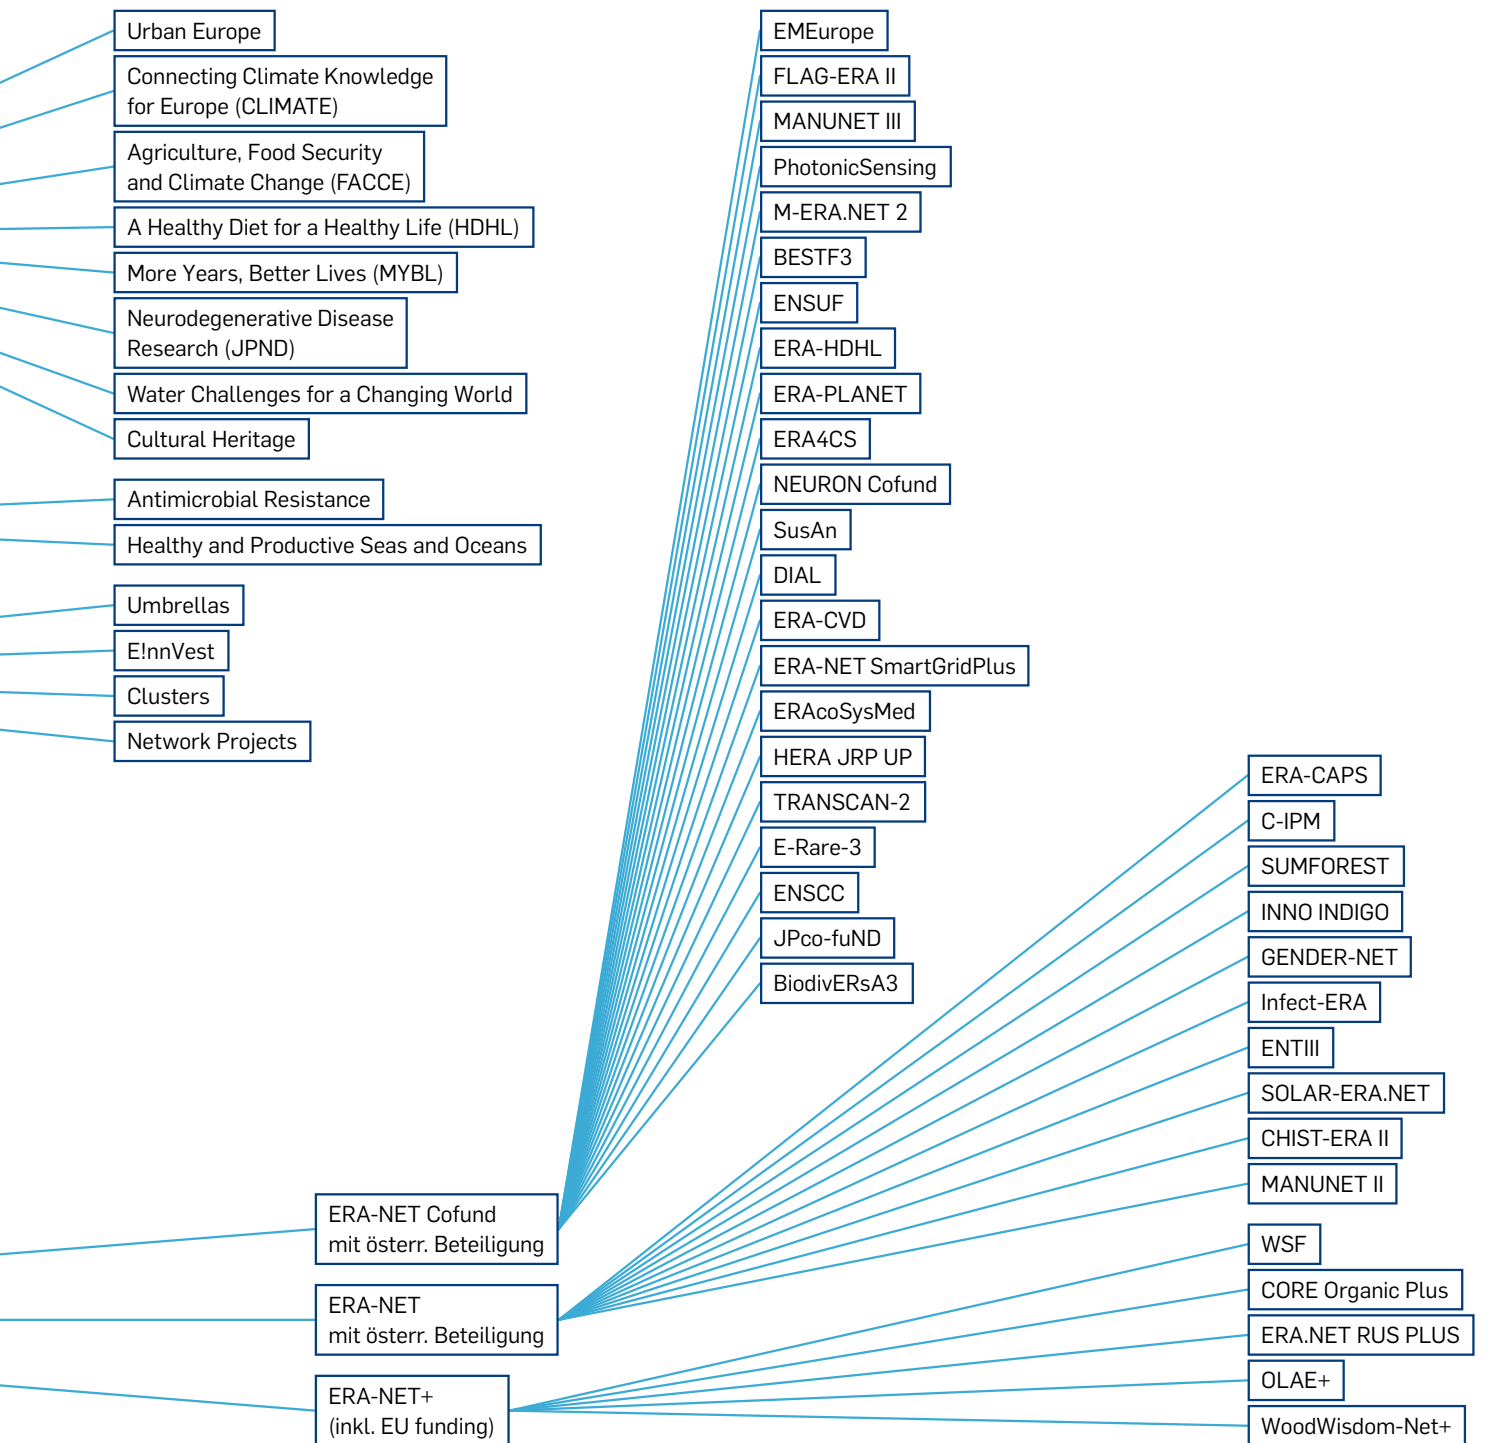 Urban Europe
Connecting Climate Knowledge
for Europe (CLIMATE)
Agriculture, Food Security
and Climate Change (FACCE)
A Healthy Diet for a Healthy Life (HDHL)
More Years, Better Lives (MYBL)
Neurodegenerative Disease
Research (JPND)
Water Challenges for a Changing World
Cultural Heritage
Antimicrobial Resistance
Healthy and Productive Seas and Oceans
Umbrellas
E!nnVest
Clusters
Network Projects
ERA-NET Cofund
mit österr. Beteiligung
ERA-NET
mit österr. Beteiligung
ERA-NET+
(inkl. EU funding)
EMEurope
FLAG-ERA II
MANUNET III
PhotonicSensing
M-ERA.NET 2
BESTF3
ENSUF
ERA-HDHL
ERA-PLANET
ERA4CS
NEURON Cofund
SusAn
DIAL
ERA-CVD
ERA-NET SmartGridPlus
ERAcoSysMed
HERA JRP UP
TRANSCAN-2
E-Rare-3
ENSCC
JPco-fuND
BiodivERsA3
ERA-CAPS
C-IPM
SUMFOREST
INNO INDIGO
GENDER-NET
Infect-ERA
ENTIII
SOLAR-ERA.NET
CHIST-ERA II
MANUNET II
WSF
CORE Organic Plus
ERA.NET RUS PLUS
OLAE+
WoodWisdom-Net+